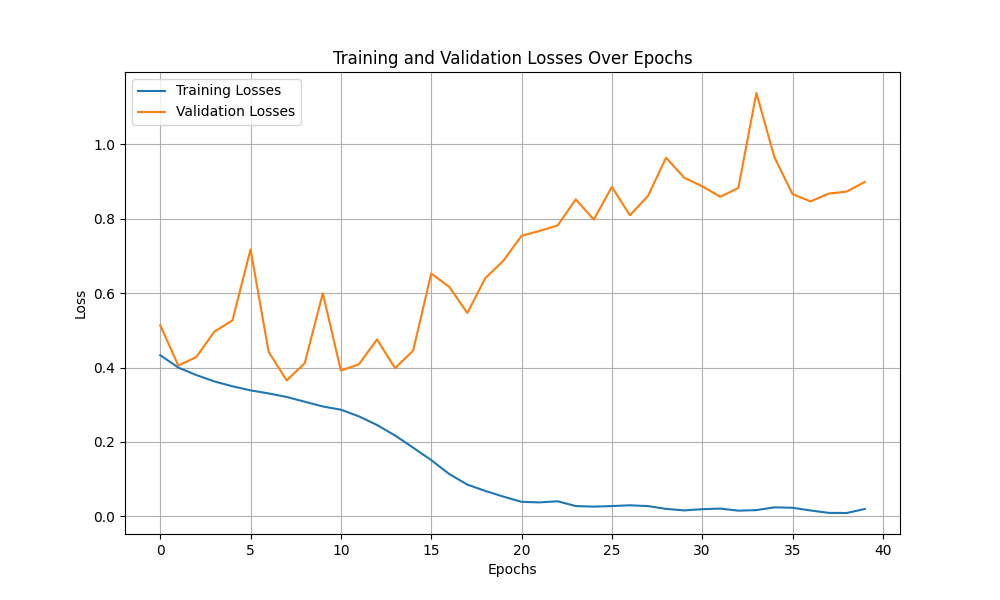 Training and Validation Losses Over Epochs
Training Losses
Validation Losses
Loss
1.0
0.8
0.6
0.4
0.2
0.0
0 5 10 15 20 25 30 35 40
Epochs